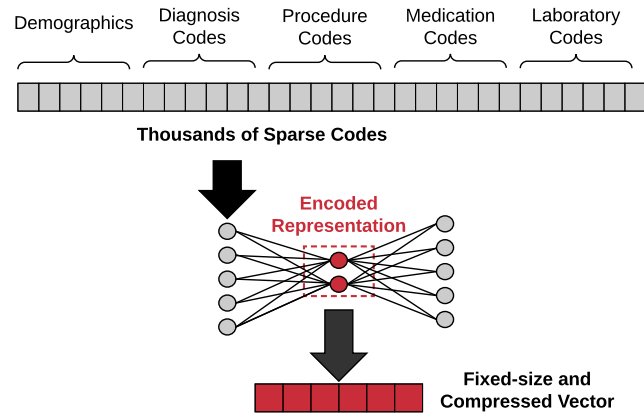 Demographics
Diagnosis
Codes
Procedure
Codes
Medication
Codes
Laboratory
Codes
Thousands of Sparse Codes
Encoded
Representation
Fixed-size and
Compressed Vector